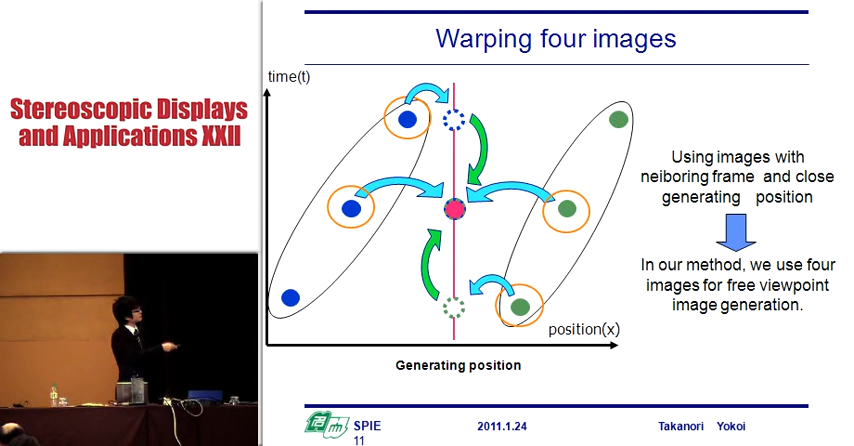 Stereoscopic Displays
and Applications XXII
Warping four images
time(t)
position(x)
Generating position
Using images with
neiboring frame and close
generating position
In our method, we use four
images for free viewpoint
image generation.
SPIE
11
2011.1.24
Takanori Yokoi